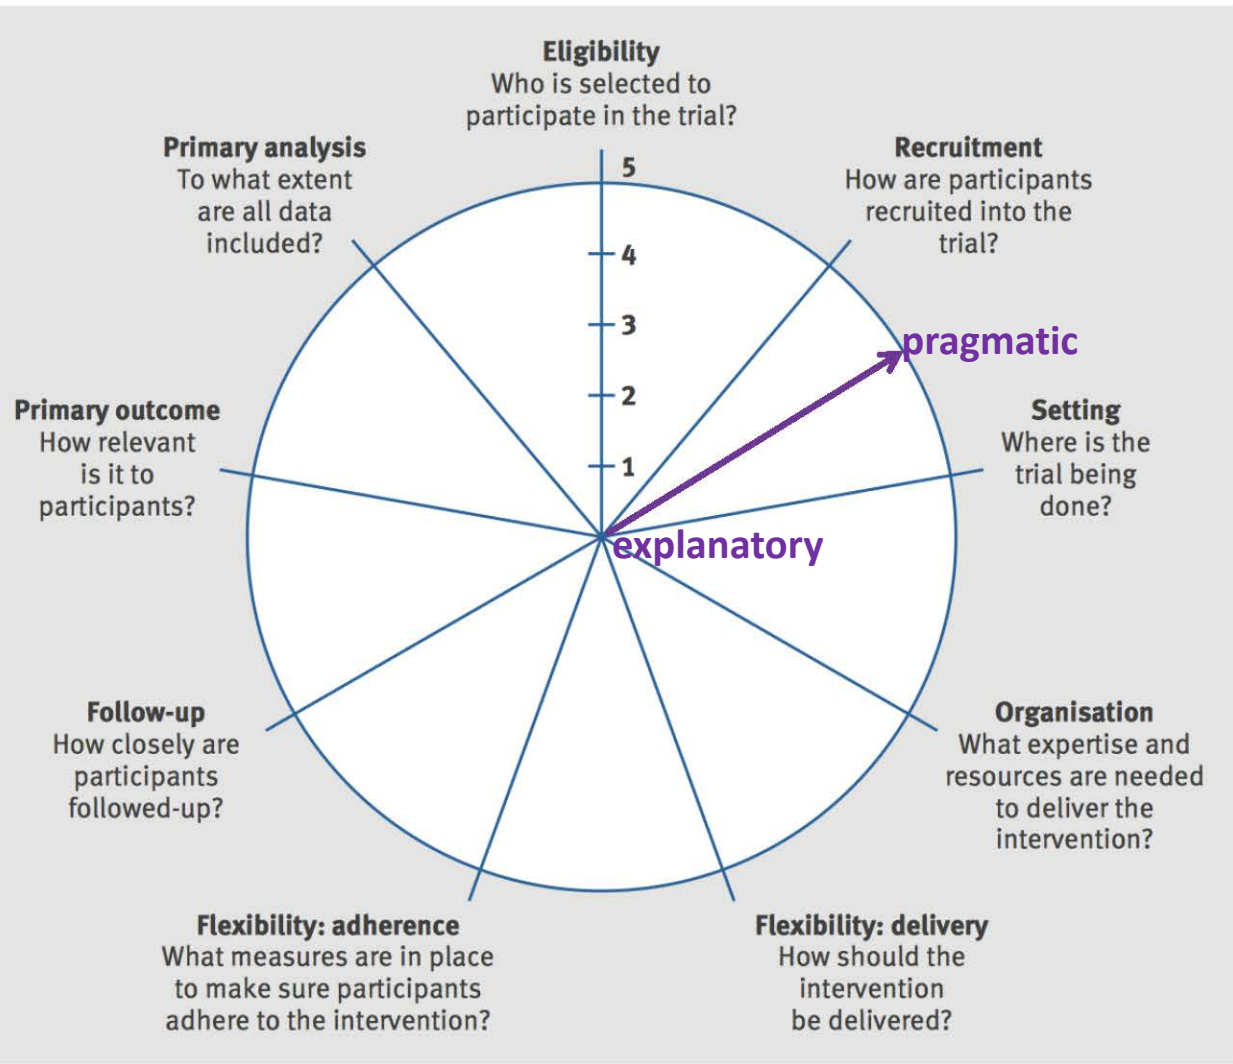 Eligibility
Who is selected to
participate in the trial?
Primary analysis
To what extent
are all data
included?
5
4
3
2
1
Recruitment
How are participants
recruited into the
trial?
pragmatic
explanatory
Primary outcome
How relevant
is it to
participants?
Setting
Where is the
trial being
done?
Follow-up
How closely are
participants
followed-up?
Organisation
What expertise and
resources are needed
to deliver the
intervention?
Flexibility: adherence
What measures are in place
to make sure participants
adhere to the intervention?
Flexibility: delivery
How should the
intervention
be delivered?